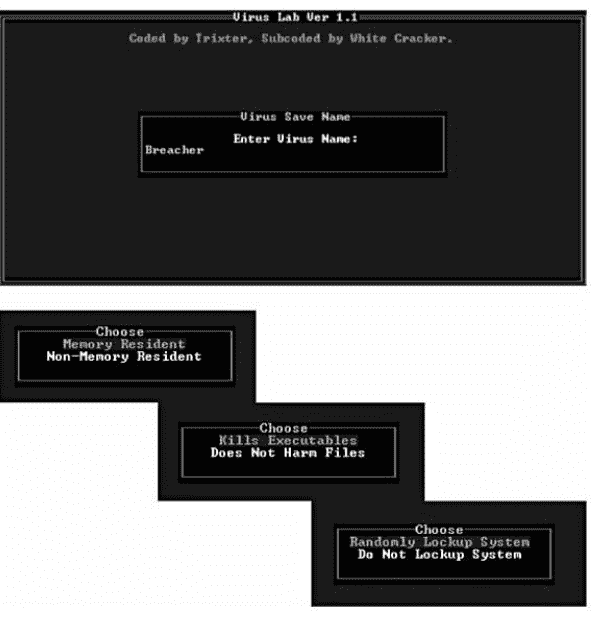 Virus Lab Ver 1.1
Coded by Trixter, Subcoded by White Cracker.
Virus Save Name
Enter Virus Name:
Breacher
Choose
Memory Resident
Non-Memory Resident
Choose
Kills Executables
Does Not Harm Files
Choose
Randomly Lockup System
Do Not Lockup System